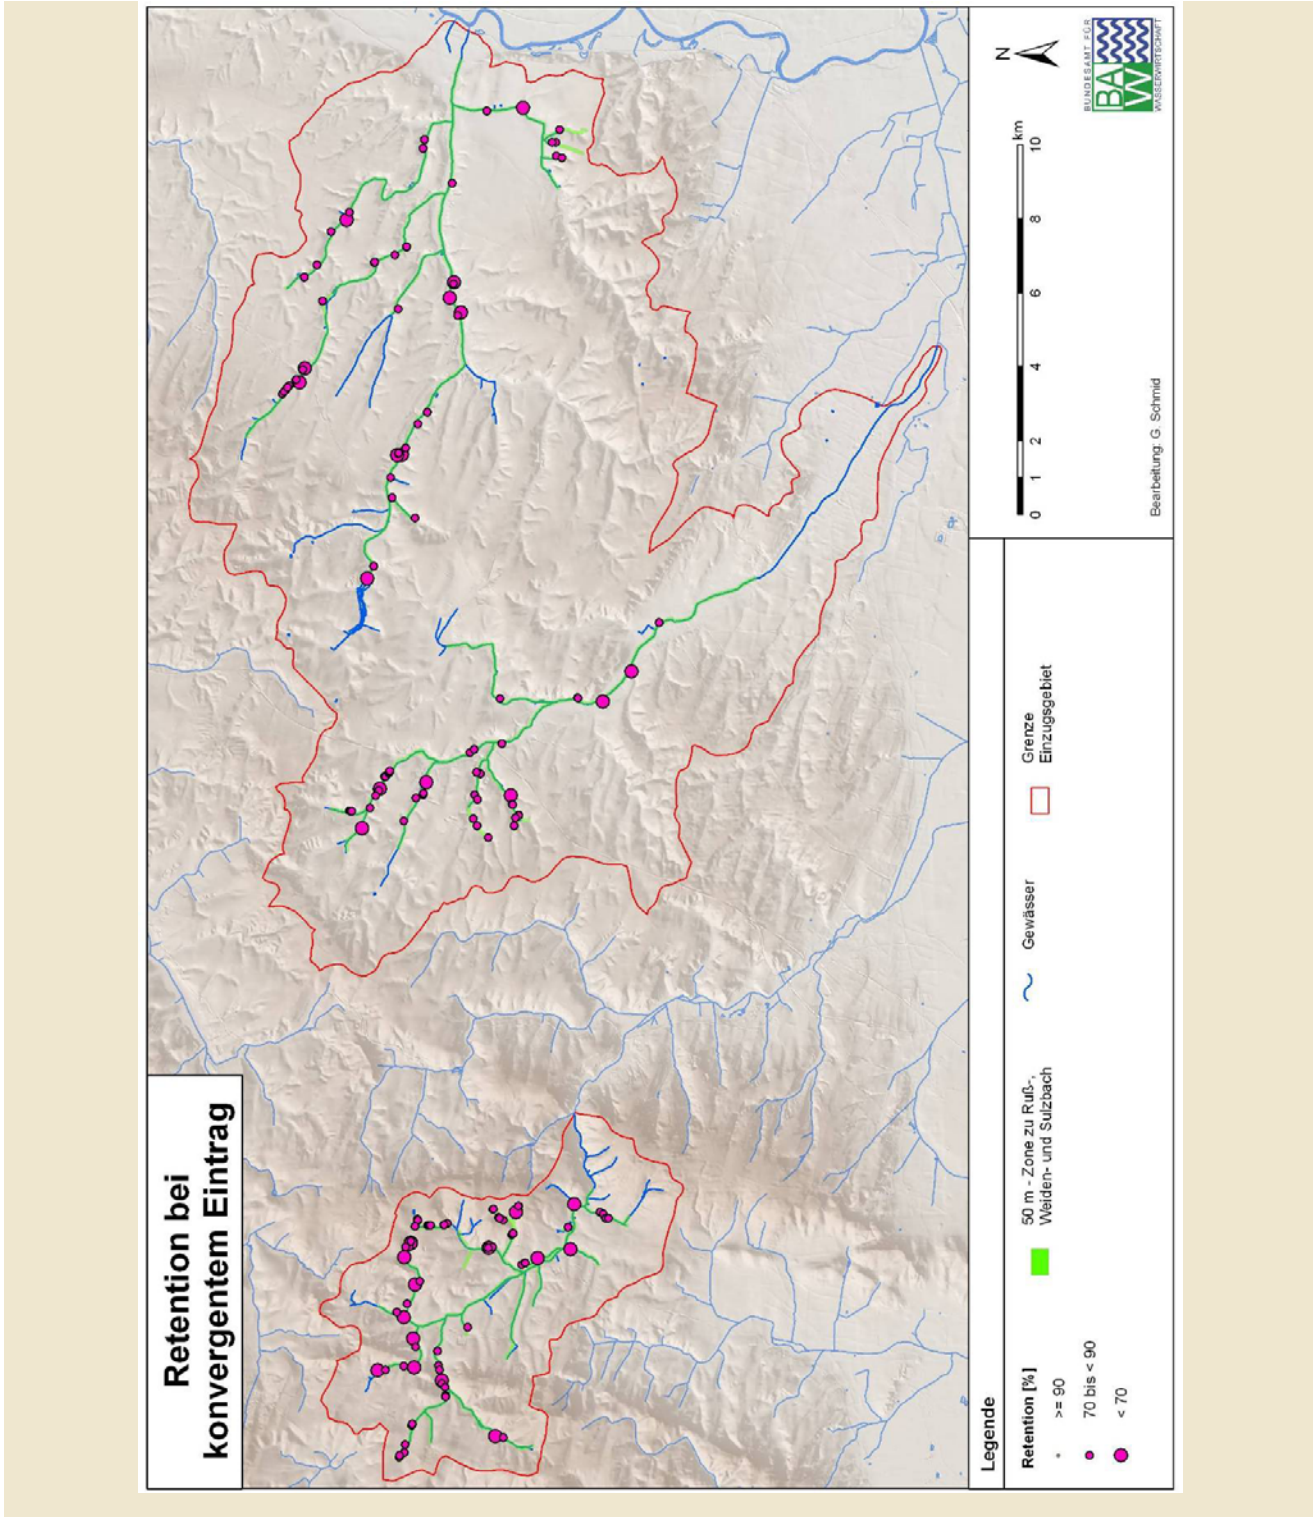 Retention bei
konvergentem Eintrag
Legende
Retention [%]
>= 90
70 bis < 90
< 70
50 m - Zone zu Ruß-,
Weiden- und Sulzbach
Gewässer
Grenze
Einzugsgebiet
N
0 1 2 4 6 8 10
km
Bearbeitung: G. Schmid
BUNDESAMT FÜR
BAW
WASSERWIRTSCHAFT